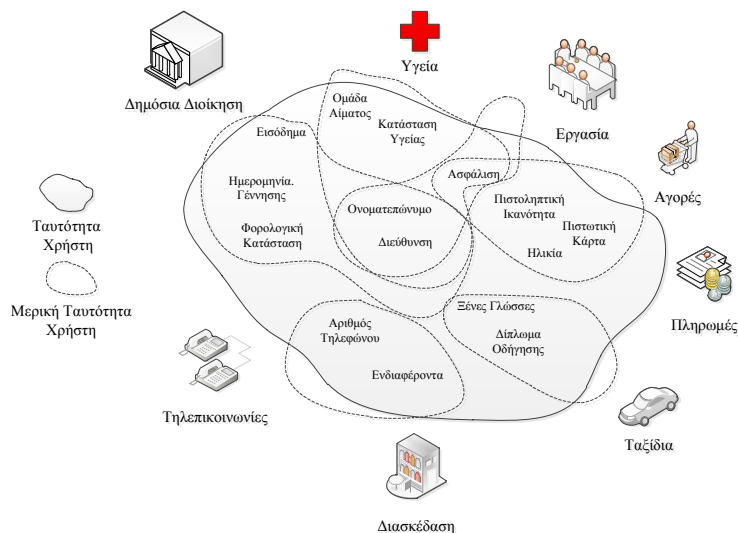 Υγεία
Δημόσια Διοίκηση
Εργασία
Αγορές
Πληρωμές
Ταξίδια
Διασκέδαση
Τηλεπικοινωνίες
Ταυτότητα
Χρήστη
Μερική Ταυτότητα
Χρήστη
Ομάδα
Αίματος
Κατάσταση
Υγείας
Εισόδημα
Ημερομηνία.
Γέννησης
Φορολογική
Κατάσταση
Ονοματεπώνυμο
Διεύθυνση
Ασφάλιση
Πιστοληπτική
Ικανότητα
Πιστωτική
Κάρτα
Ηλικία
Ξένες Γλώσσες
Δίπλωμα
Οδήγησης
Αριθμός
Τηλεφώνου
Ενδιαφέροντα